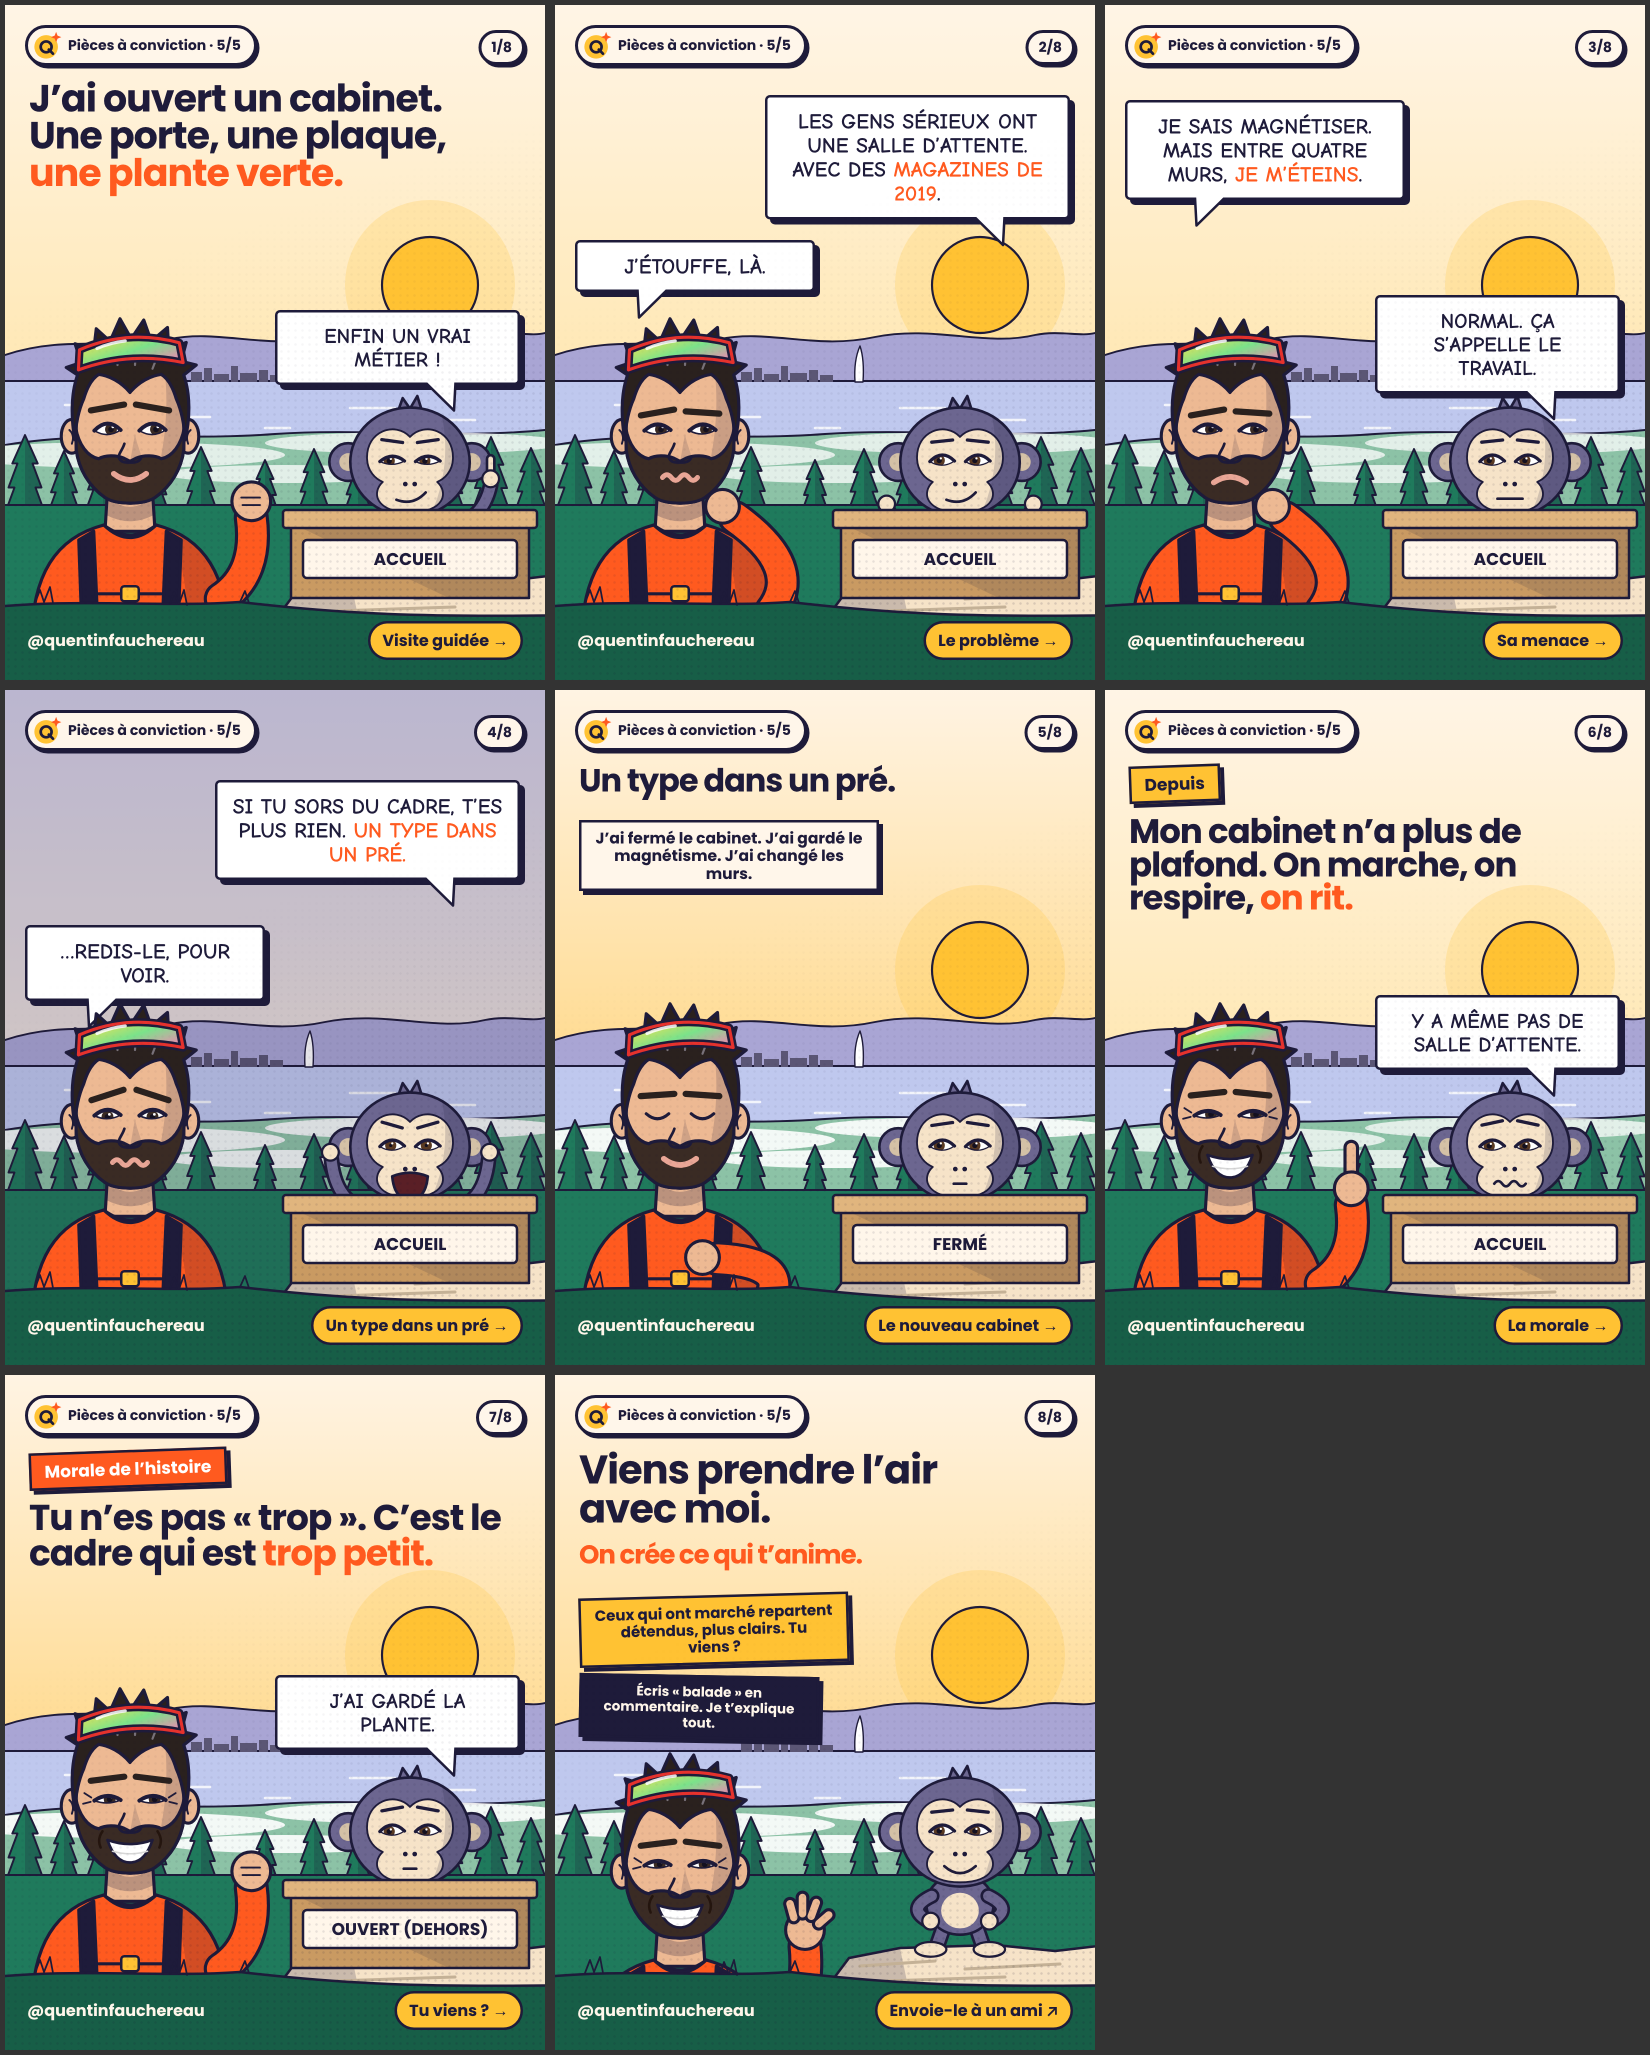 Q Pièces à conviction · 5/5
1/8
J’ai ouvert un cabinet.
Une porte, une plaque,
une plante verte.
ENFIN UN VRAI
MÉTIER !
ACCUEIL
@quentinfauchereau
Visite guidée →
Q Pièces à conviction · 5/5
2/8
LES GENS SÉRIEUX ONT
UNE SALLE D’ATTENTE.
AVEC DES MAGAZINES DE
2019.
J’ÉTOUFFE, LÀ.
ACCUEIL
@quentinfauchereau
Le problème →
Q Pièces à conviction · 5/5
3/8
JE SAIS MAGNÉTISER.
MAIS ENTRE QUATRE
MURS, JE M’ÉTEINS.
NORMAL. ÇA
S’APPELLE LE
TRAVAIL.
ACCUEIL
@quentinfauchereau
Sa menace →
Q Pièces à conviction · 5/5
4/8
SI TU SORS DU CADRE, T’ES
PLUS RIEN. UN TYPE DANS
UN PRÉ.
...REDIS-LE, POUR
VOIR.
ACCUEIL
@quentinfauchereau
Un type dans un pré →
Q Pièces à conviction · 5/5
5/8
Un type dans un pré.
J’ai fermé le cabinet. J’ai gardé le
magnétisme. J’ai changé les
murs.
FERMÉ
@quentinfauchereau
Le nouveau cabinet →
Q Pièces à conviction · 5/5
6/8
Depuis
Mon cabinet n’a plus de
plafond. On marche, on
respire, on rit.
Y A MÊME PAS DE
SALLE D’ATTENTE.
ACCUEIL
@quentinfauchereau
La morale →
Q Pièces à conviction · 5/5
7/8
Morale de l’histoire
Tu n’es pas « trop ». C’est le
cadre qui est trop petit.
J’AI GARDÉ LA
PLANTE.
OUVERT (DEHORS)
@quentinfauchereau
Tu viens ? →
Q Pièces à conviction · 5/5
8/8
Viens prendre l’air
avec moi.
On crée ce qui t’anime.
Ceux qui ont marché repartent
détendus, plus clairs. Tu
viens ?
Écris « balade » en
commentaire. Je t’explique
tout.
@quentinfauchereau
Envoie-le à un ami ↗